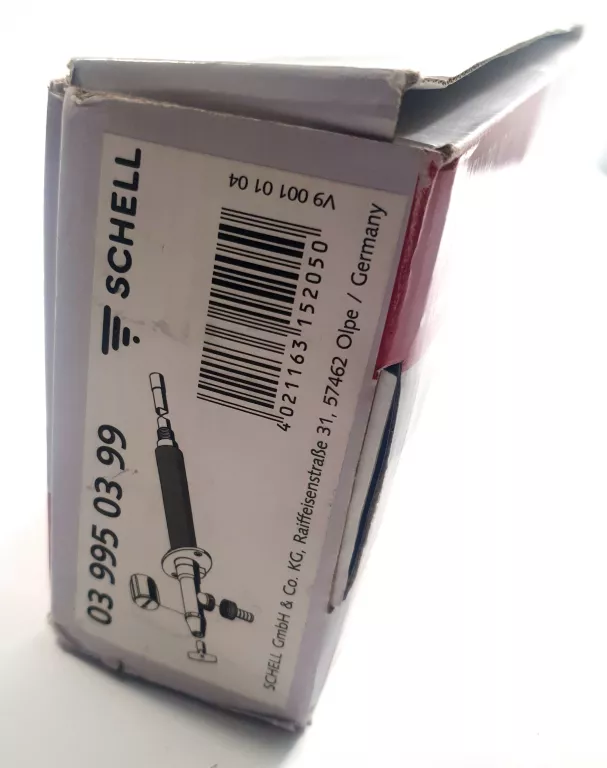 SCHELL
03 995 03 99
V9 001 01 04
4 021163 152050
SCHELL GmbH & Co. KG, Raiffeisenstraße 31, 57462 Olpe / Germany